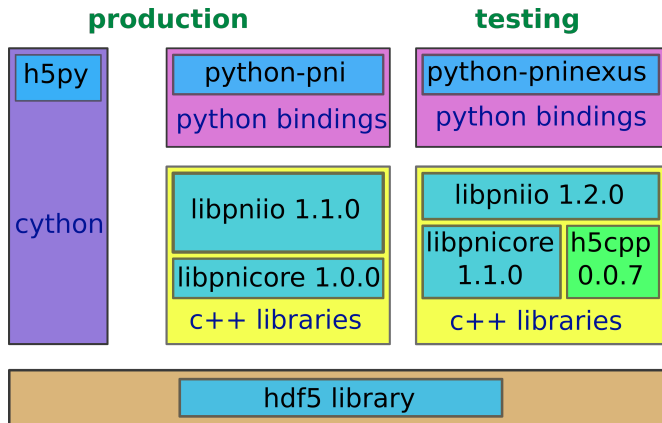 production
testing
h5py
cython
python-pni
python bindings
libpniio 1.1.0
libpnicore 1.0.0
c++ libraries
python-pninexus
python bindings
libpniio 1.2.0
libpnicore
1.1.0
h5cpp
0.0.7
c++ libraries
hdf5 library